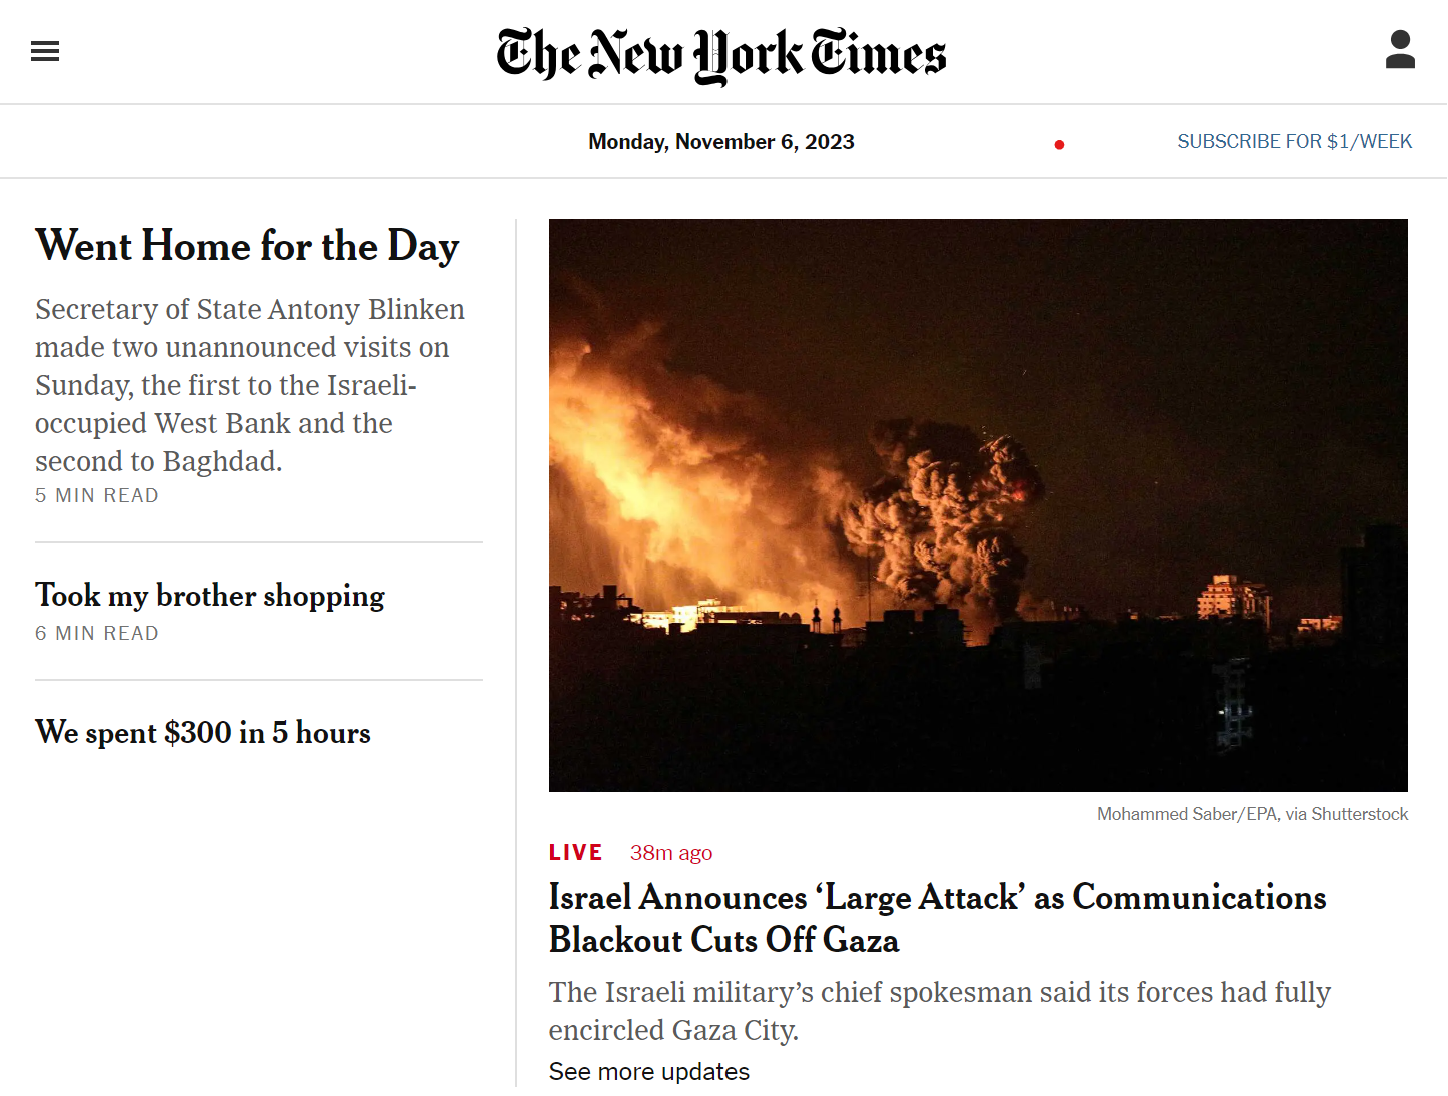 The New York Times
Monday, November 6, 2023
SUBSCRIBE FOR $1/WEEK
Went Home for the Day
Secretary of State Antony Blinken
made two unannounced visits on
Sunday, the first to the Israeli-
occupied West Bank and the
second to Baghdad.
5 MIN READ
Took my brother shopping
6 MIN READ
We spent $300 in 5 hours
Mohammed Saber/EPA, via Shutterstock
LIVE 38m ago
Israel Announces ‘Large Attack’ as Communications
Blackout Cuts Off Gaza
The Israeli military’s chief spokesman said its forces had fully
encircled Gaza City.
See more updates